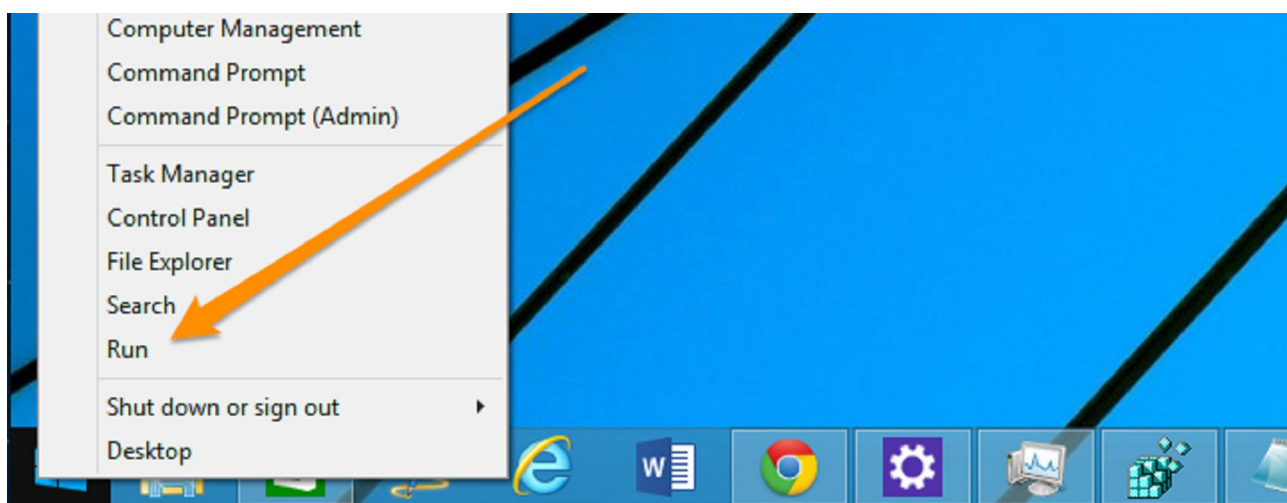 Computer Management
Command Prompt
Command Prompt (Admin)
Task Manager
Control Panel
File Explorer
Search
Run
Shut down or sign out
Desktop
W